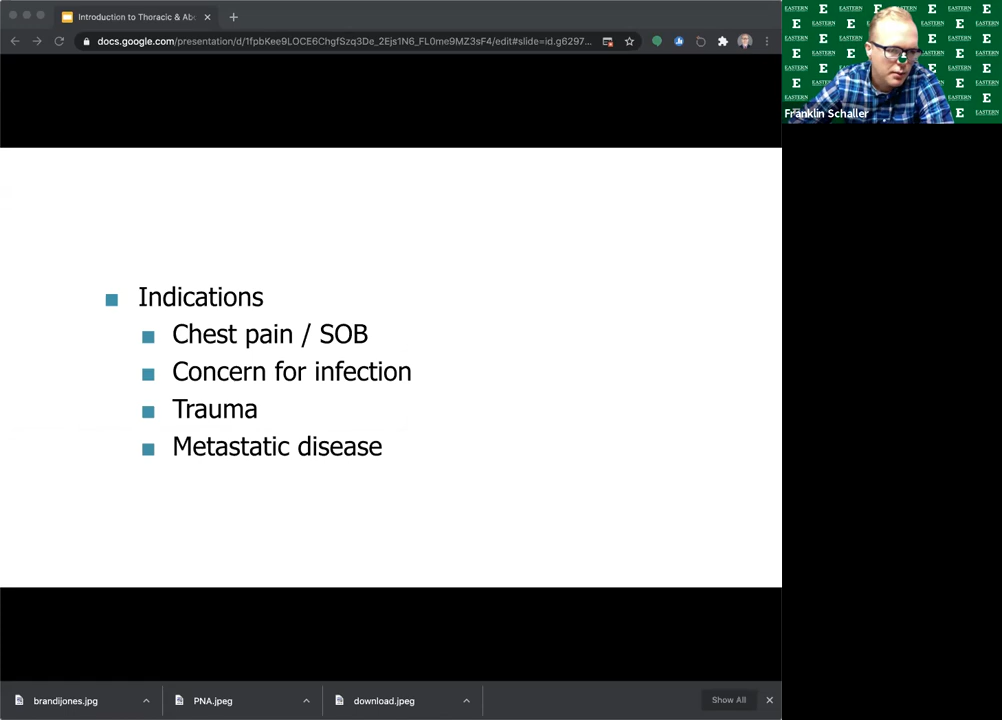 Introduction to Thoracic & Ab
docs.google.com/presentation/d/1fpbKee9LOCE6ChgfSzq3De_2Ejs1N6_FL0me9MZ3sF4/edit#slide=id.g6297...
EASTERN
E
Franklin Schaller
Indications
Chest pain / SOB
Concern for infection
Trauma
Metastatic disease
brandijones.jpg
PNA.jpeg
download.jpeg
Show All